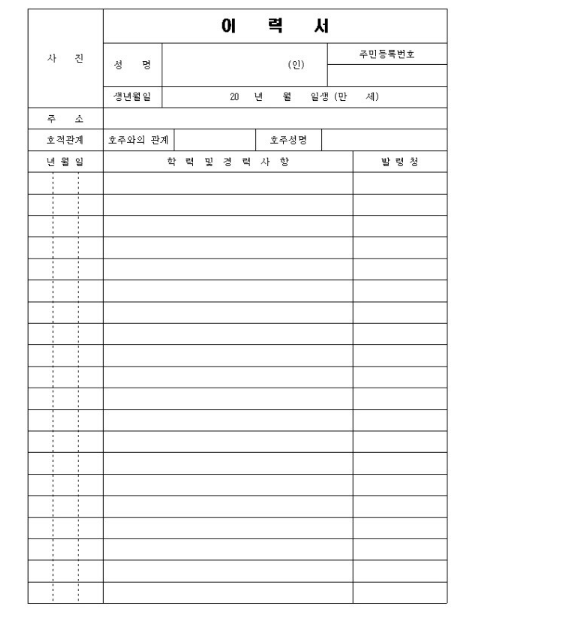 이 력 서
사 진
성 명 (인) 주민등록번호
생년월일 20 년 월 일생 (만 세)
주 소
호적관계 호주와의 관계 호주성명
년 월 일 학 력 및 경 력 사 항 발 령 청